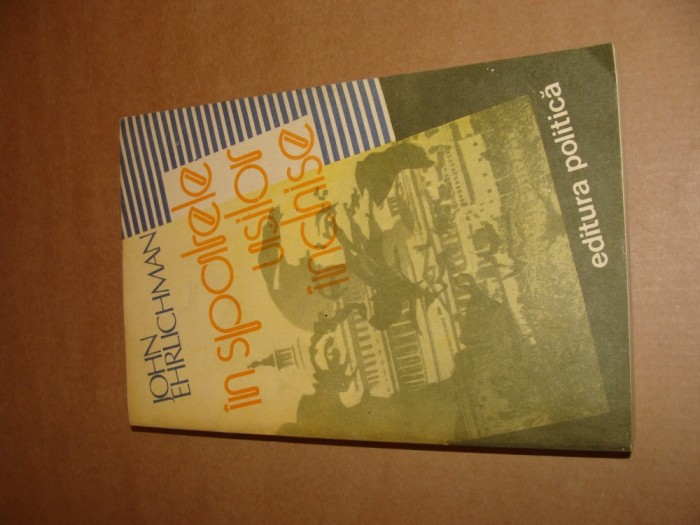 JOHN
EHRLICHMAN
în spatele
ușilor
închise
editura politică